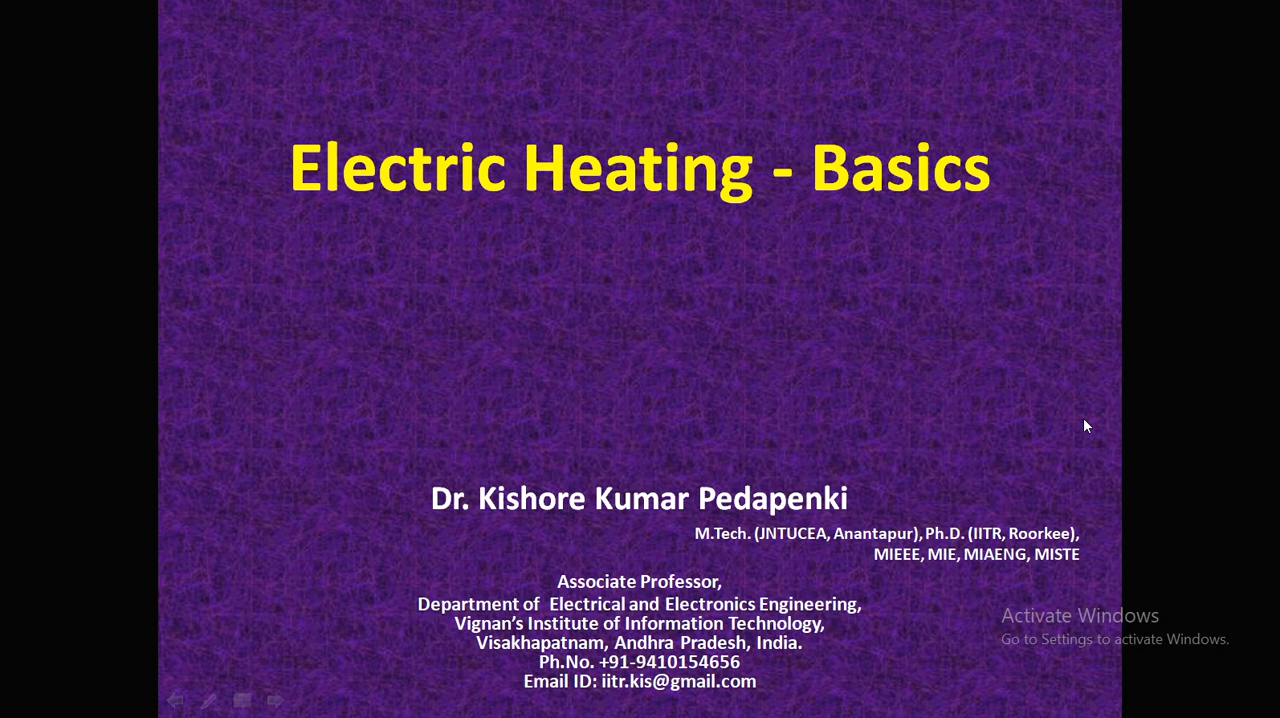 Electric Heating - Basics
Dr. Kishore Kumar Pedapenki
M.Tech. (JNTUCEA, Anantapur), Ph.D. (IITR, Roorkee),
MIEEE, MIE, MIAENG, MISTE
Associate Professor,
Department of Electrical and Electronics Engineering,
Vignan’s Institute of Information Technology,
Visakhapatnam, Andhra Pradesh, India.
Ph.No. +91-9410154656
Email ID: iitr.kis@gmail.com
Activate Windows
Go to Settings to activate Windows.